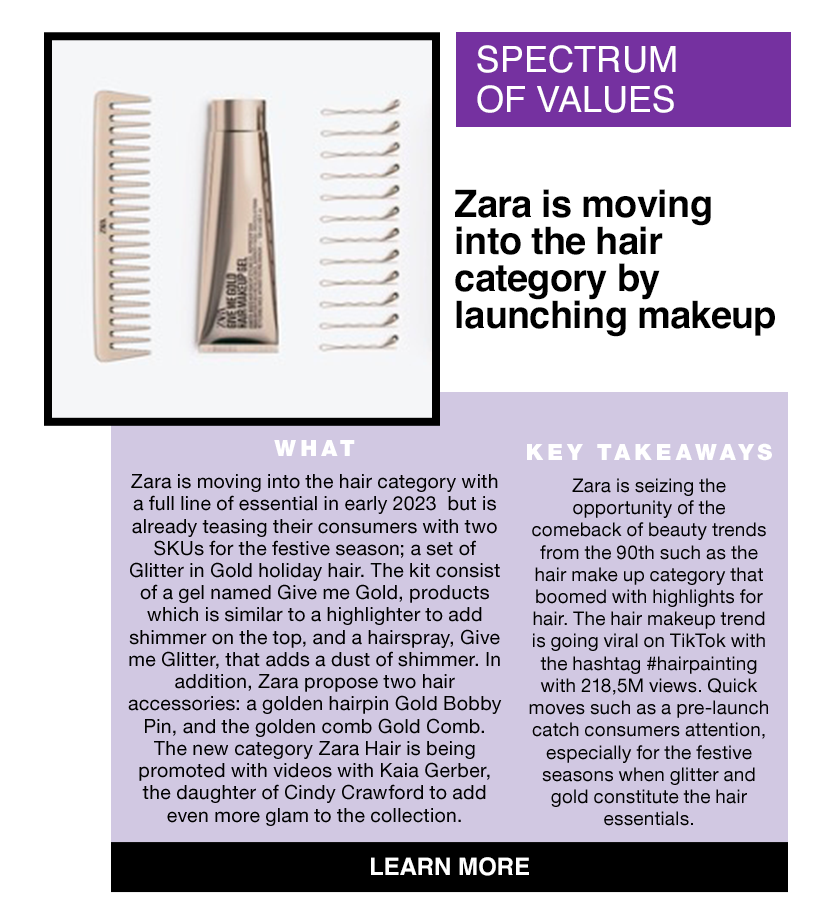 SPECTRUM
OF VALUES
Zara is moving
into the hair
category by
launching makeup
ZARA
GIVE ME GOLD
HAIR MAKEUP GEL
WHAT
Zara is moving into the hair category with
a full line of essential in early 2023  but is
already teasing their consumers with two
SKUs for the festive season; a set of
Glitter in Gold holiday hair. The kit consist
of a gel named Give me Gold, products
which is similar to a highlighter to add
shimmer on the top, and a hairspray, Give
me Glitter, that adds a dust of shimmer. In
addition, Zara propose two hair
accessories: a golden hairpin Gold Bobby
Pin, and the golden comb Gold Comb.
The new category Zara Hair is being
promoted with videos with Kaia Gerber,
the daughter of Cindy Crawford to add
even more glam to the collection.
KEY TAKEAWAYS
Zara is seizing the
opportunity of the
comeback of beauty trends
from the 90th such as the
hair make up category that
boomed with highlights for
hair. The hair makeup trend
is going viral on TikTok with
the hashtag #hairpainting
with 218,5M views. Quick
moves such as a pre-launch
catch consumers attention,
especially for the festive
seasons when glitter and
gold constitute the hair
essentials.
LEARN MORE